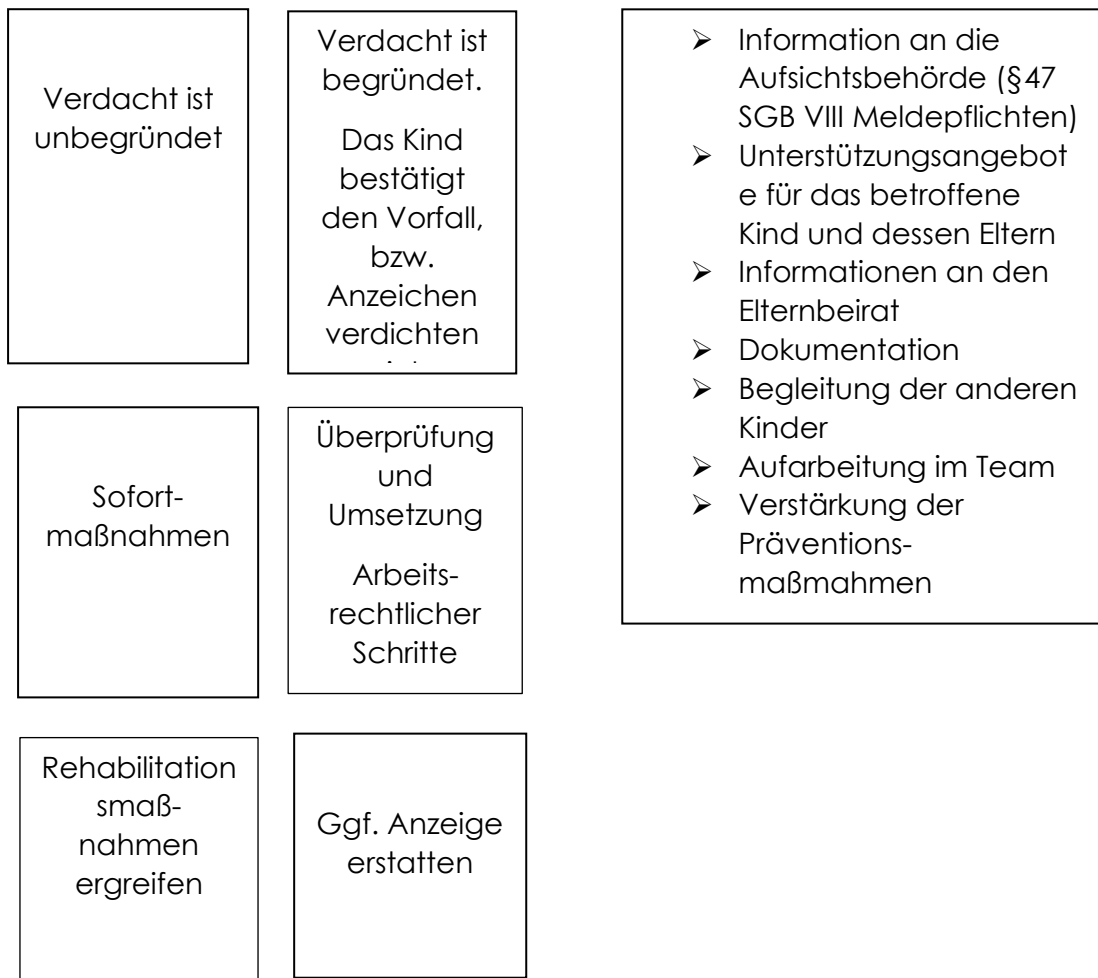 Verdacht ist
unbegründet
Verdacht ist
begründet.
Das Kind
bestätigt
den Vorfall,
bzw.
Anzeichen
verdichten
➢ Information an die
Aufsichtsbehörde (§47
SGB VIII Meldepflichten)
➢ Unterstützungsangebot
e für das betroffene
Kind und dessen Eltern
➢ Informationen an den
Elternbeirat
➢ Dokumentation
➢ Begleitung der anderen
Kinder
➢ Aufarbeitung im Team
➢ Verstärkung der
Präventions-
maßmahmen
Sofort-
maßnahmen
Überprüfung
und
Umsetzung
Arbeits-
rechtlicher
Schritte
Rehabilitation
smaß-
nahmen
ergreifen
Ggf. Anzeige
erstatten